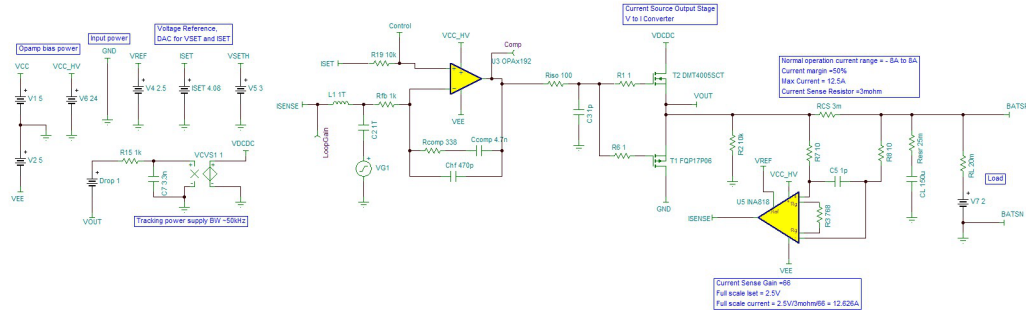 Current Source Output Stage
V to I Converter
Voltage Reference,
DAC for VSET and ISET
Input power
Opamp bias power
Control
VCC
VCC_HV
GND
VREF
ISET
VSETH
V1 5
V6 24
V4 2.5
ISET 4.08
V5 3
V2 5
VEE
R15 1k
VCVS1 1
VDCDC
Drop 1
C7 3.3n
VOUT
Tracking power supply BW ~50kHz
ISET
R19 10k
VCC_HV
Comp
U3 OPAx192
ISENSE
L1 1T
Rfb 1k
VEE
LoopGain
C2 1T
VG1
Rcomp 338
Ccomp 4.7n
Chf 470p
Riso 100
C3 1p
R1 1
R6 1
VDCDC
T2 DMT4005SCT
VOUT
T1 FQP17P06
GND
Normal operation current range = - 8A to 8A
Current margin =50%
Max Current = 12.5A
Current Sense Resistor =3mohm
RCS 3m
BATSP
R2 10k
R7 10
R8 10
C5 1p
Resr 25m
CL 150u
RL 20m
Load
V7 2
BATSN
VREF
VCC_HV
U5 INA818
Ref
Rg
Rg
R3 768
ISENSE
VEE
Current Sense Gain =66
Full scale Iset = 2.5V
Full scale current = 2.5V/3mohm/66 = 12.626A